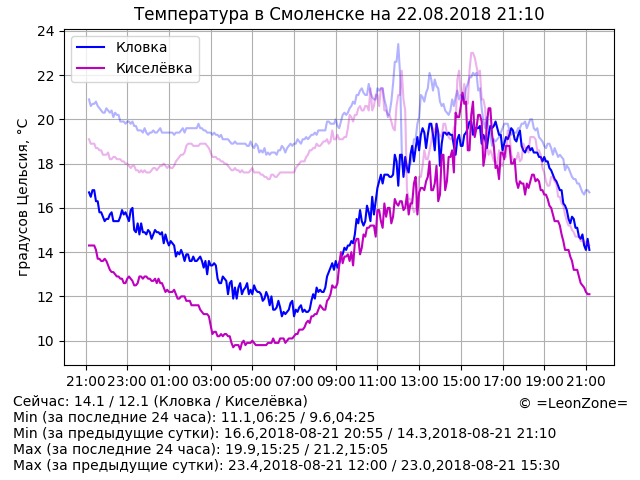 Температура в Смоленске на 22.08.2018 21:10
24
22
20
18
16
14
12
10
градусов Цельсия, °C
Кловка
Киселёвка
21:00 23:00 01:00 03:00 05:00 07:00 09:00 11:00 13:00 15:00 17:00 19:00 21:00
Сейчас: 14.1 / 12.1 (Кловка / Киселёвка)
© =LeonZone=
Min (за последние 24 часа): 11.1,06:25 / 9.6,04:25
Min (за предыдущие сутки): 16.6,2018-08-21 20:55 / 14.3,2018-08-21 21:10
Max (за последние 24 часа): 19.9,15:25 / 21.2,15:05
Max (за предыдущие сутки): 23.4,2018-08-21 12:00 / 23.0,2018-08-21 15:30